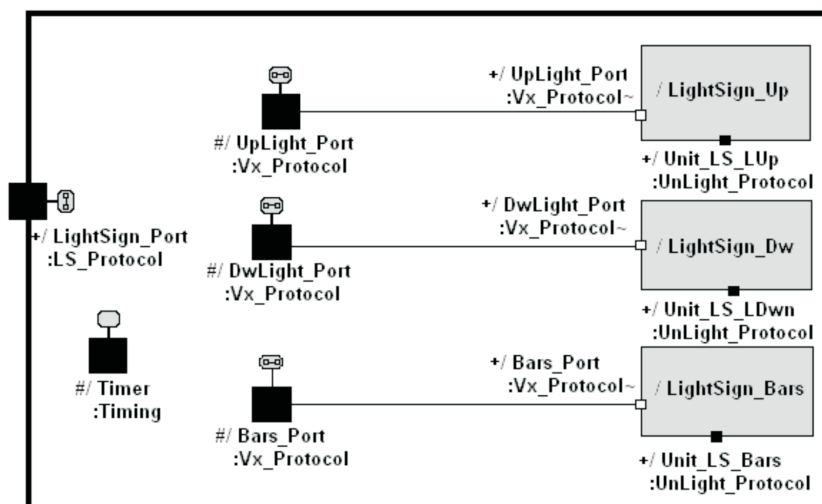 +/ UpLight_Port
:Vx_Protocol~
/ LightSign_Up
#/ UpLight_Port
:Vx_Protocol
+/ Unit_LS_LUp
:UnLight_Protocol
+/ DwLight_Port
:Vx_Protocol~
/ LightSign_Dw
+/ LightSign_Port
:LS_Protocol
#/ DwLight_Port
:Vx_Protocol
+/ Unit_LS_LDwn
:UnLight_Protocol
#/ Timer
:Timing
+/ Bars_Port
:Vx_Protocol~
/ LightSign_Bars
#/ Bars_Port
:Vx_Protocol
+/ Unit_LS_Bars
:UnLight_Protocol